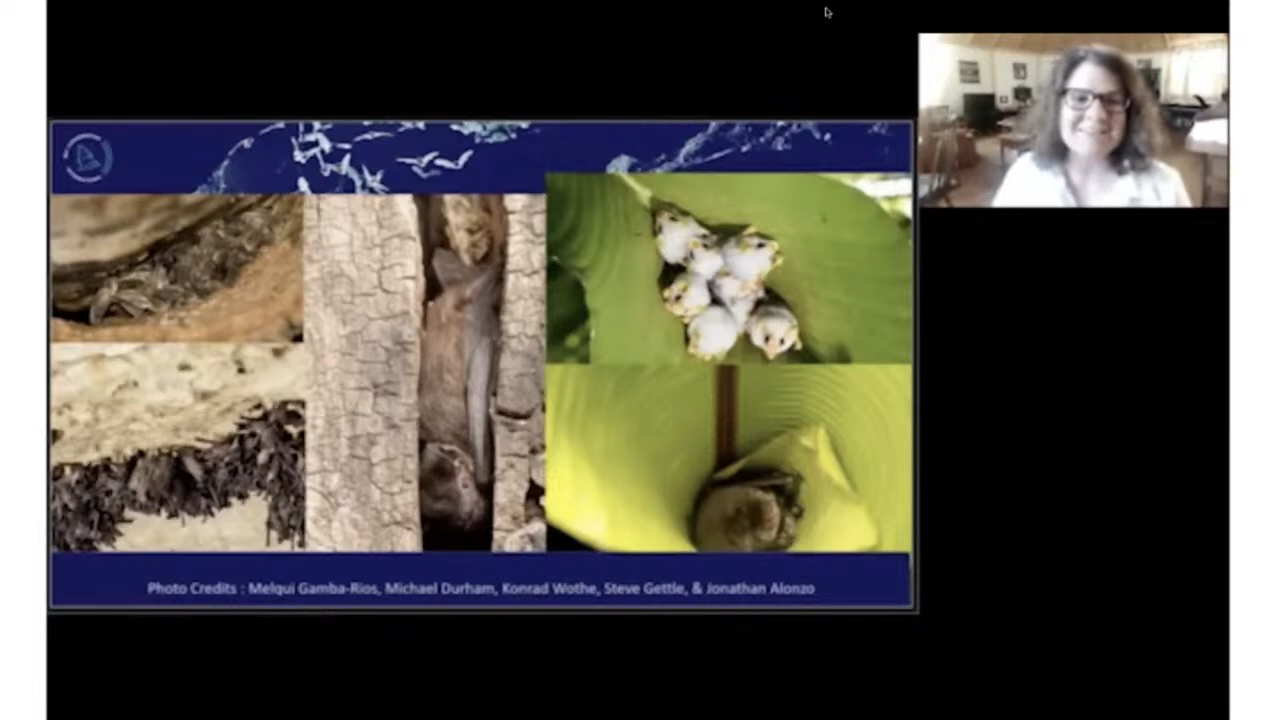 Photo Credits : Melqui Gamba-Rios, Michael Durham, Konrad Wothe, Steve Gettle, & Jonathan Alonzo